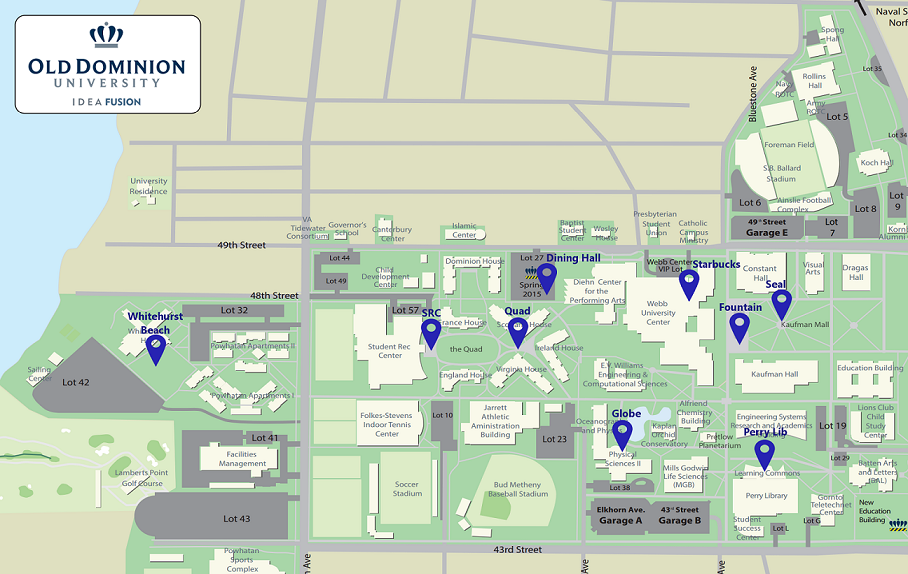 OLD DOMINION
UNIVERSITY
IDEA FUSION
Naval S
Norf
Spong
Hall
Lot 35
Rollins
Hall
Navy
ROTC
Army
ROTC
Lot 5
Bluestone Ave
Lot 34
Foreman Field
S.B. Ballard
Stadium
Koch Hall
University
Residence
Ainslie Football
Complex
Lot 6
Lot 8
Lot
9
49th Street
Garage E
Lot
7
Alumni
VA
Tidewater
Consortium
Governor's
School
Canterbury
Center
Islamic
Center
Baptist
Student
Center
Wesley
House
Presbyterian
Student
Union
Catholic
Campus
Ministry
49th Street
Lot 44
Lot 49
Child
Development
Center
Dominion House
Lot 27
Spring
2015
Dining Hall
Webb Center
VIP Lot
Starbucks
Constant
Hall
Visual
Arts
Dragas
Hall
Diehn Center
for the
Performing Arts
Webb
University
Center
Seal
Fountain
Kaufman Mall
48th Street
Lot 32
Lot 57
SRC
Quad
France House
Scotland House
Whitehurst
Beach
Powhatan Apartments II
Student Rec
Center
the Quad
Ireland House
England House
Virginia House
E.V. Williams
Engineering &
Computational Sciences
Kaufman Hall
Education Building
Sailing
Center
Lot 42
Powhatan Apartments I
Folkes-Stevens
Indoor Tennis
Center
Lot 10
Jarrett
Athletic
Aministration
Building
Lot 23
Globe
Oceanography
and Physics
Physical
Sciences II
Alfriend
Chemistry
Building
Kaplan
Orchid
Conservatory
Pretlow
Planetarium
Engineering Systems
Research and Academics
Perry Lib
Learning Commons
Lot 19
Lions Club
Child
Study
Center
Lot 29
Batten Arts
and Letters
(BAL)
Lot 41
Facilities
Management
Lamberts Point
Golf Course
Lot 43
Soccer
Stadium
Bud Metheny
Baseball Stadium
Lot 38
Mills Godwin
Life Sciences
(MGB)
Elkhorn Ave.
Garage A
43rd Street
Garage B
Perry Library
Student
Success
Center
Lot L
Lot G
Gornto
Teletechnet
Center
New
Education
Building
43rd Street
Powhatan
Sports
Complex
n Ave
Ave
Ave